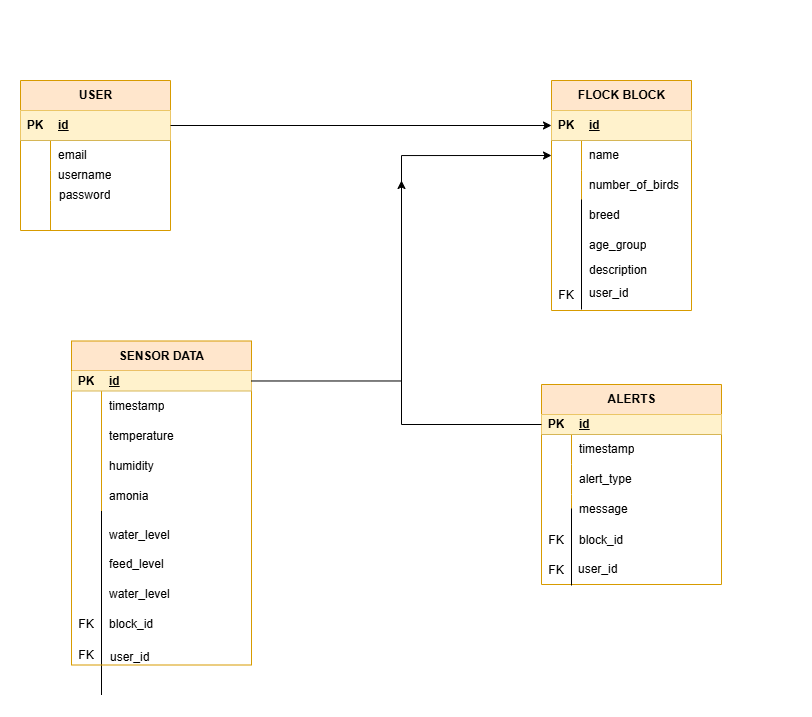 USER
PK id
email
username
password
FLOCK BLOCK
PK id
name
number_of_birds
breed
age_group
description
FK user_id
SENSOR DATA
PK id
timestamp
temperature
humidity
amonia
water_level
feed_level
water_level
FK block_id
FK user_id
ALERTS
PK id
timestamp
alert_type
message
FK block_id
FK user_id